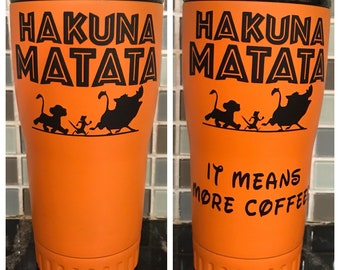 HAKUNA
MATATA
HAKUNA
MATATA
IT MEANS
MORE COFFEE